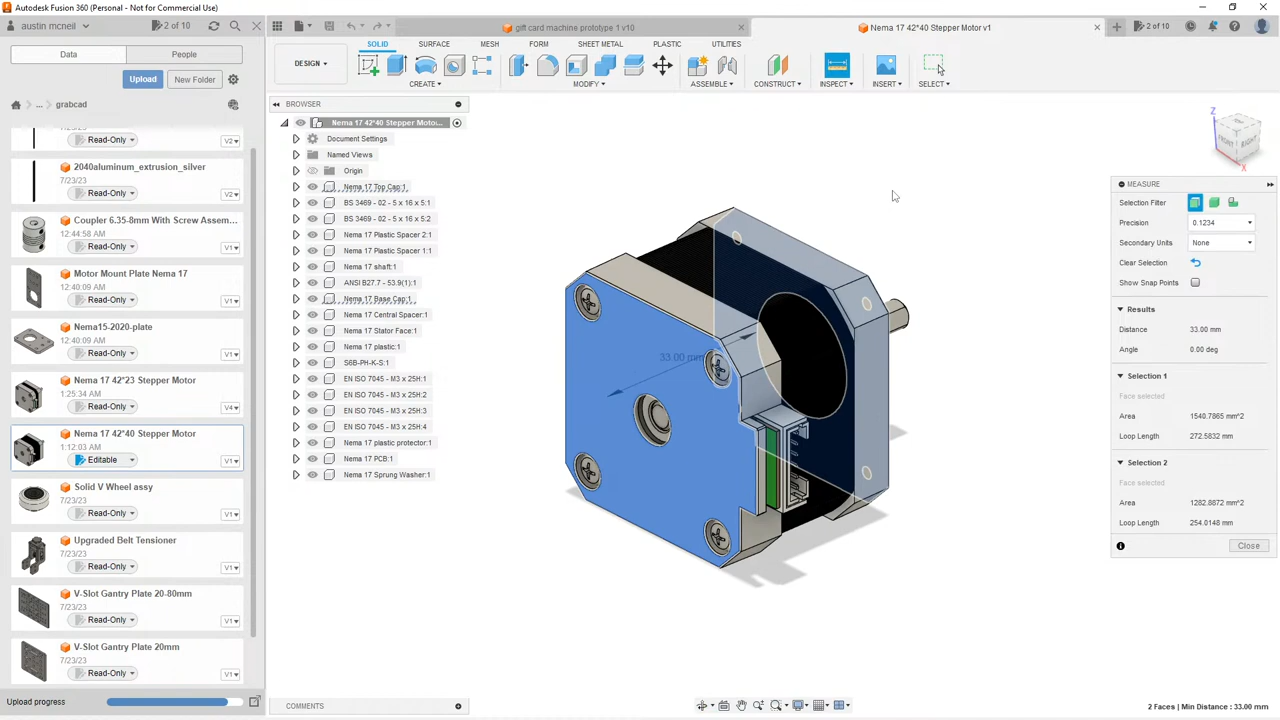 Autodesk Fusion 360 (Personal - Not for Commercial Use)
austin mcneil
2 of 10
gift card machine prototype 1 v10
Nema 17 42*40 Stepper Motor v1
2 of 10
Data
People
Upload
New Folder
... grabcad
DESIGN
SOLID
SURFACE
MESH
FORM
SHEET METAL
PLASTIC
UTILITIES
CREATE
MODIFY
ASSEMBLE
CONSTRUCT
INSPECT
INSERT
SELECT
Read-Only
V2
2040aluminum_extrusion_silver
7/23/23
Read-Only
V2
Coupler 6.35-8mm With Screw Assem...
12:44:58 AM
Read-Only
V1
Motor Mount Plate Nema 17
12:40:09 AM
Read-Only
V1
Nema15-2020-plate
12:40:09 AM
Read-Only
V1
Nema 17 42*23 Stepper Motor
1:25:34 AM
Read-Only
V4
Nema 17 42*40 Stepper Motor
1:12:03 AM
Editable
V1
Solid V Wheel assy
7/23/23
Read-Only
V1
Upgraded Belt Tensioner
7/23/23
Read-Only
V1
V-Slot Gantry Plate 20-80mm
7/23/23
Read-Only
V1
V-Slot Gantry Plate 20mm
7/23/23
Read-Only
V1
Upload progress
BROWSER
Nema 17 42*40 Stepper Moto...
Document Settings
Named Views
Origin
Nema 17 Top Cap:1
BS 3469 - 02 - 5 x 16 x 5:1
BS 3469 - 02 - 5 x 16 x 5:2
Nema 17 Plastic Spacer 2:1
Nema 17 Plastic Spacer 1:1
Nema 17 shaft:1
ANSI B27.7 - 53.9(1):1
Nema 17 Base Cap:1
Nema 17 Central Spacer:1
Nema 17 Stator Face:1
Nema 17 plastic:1
S6B-PH-K-S:1
EN ISO 7045 - M3 x 25H:1
EN ISO 7045 - M3 x 25H:2
EN ISO 7045 - M3 x 25H:3
EN ISO 7045 - M3 x 25H:4
Nema 17 plastic protector:1
Nema 17 PCB:1
Nema 17 Sprung Washer:1
33.00 mm
Z
FRONT
RIGHT
X
MEASURE
Selection Filter
Precision 0.1234
Secondary Units None
Clear Selection
Show Snap Points
Results
Distance 33.00 mm
Angle 0.00 deg
Selection 1
Face selected
Area 1540.7865 mm^2
Loop Length 272.5832 mm
Selection 2
Face selected
Area 1282.8872 mm^2
Loop Length 254.0148 mm
Close
COMMENTS
2 Faces | Min Distance : 33.00 mm